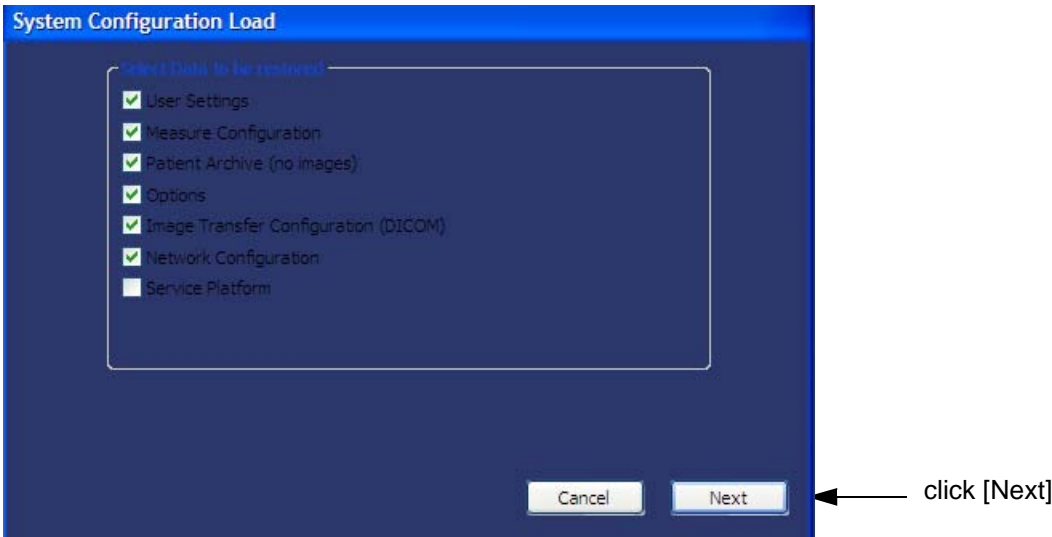 System Configuration Load
Select Data to be restored
User Settings
Measure Configuration
Patient Archive (no images)
Options
Image Transfer Configuration (DICOM)
Network Configuration
Service Platform
Cancel
Next
click [Next]